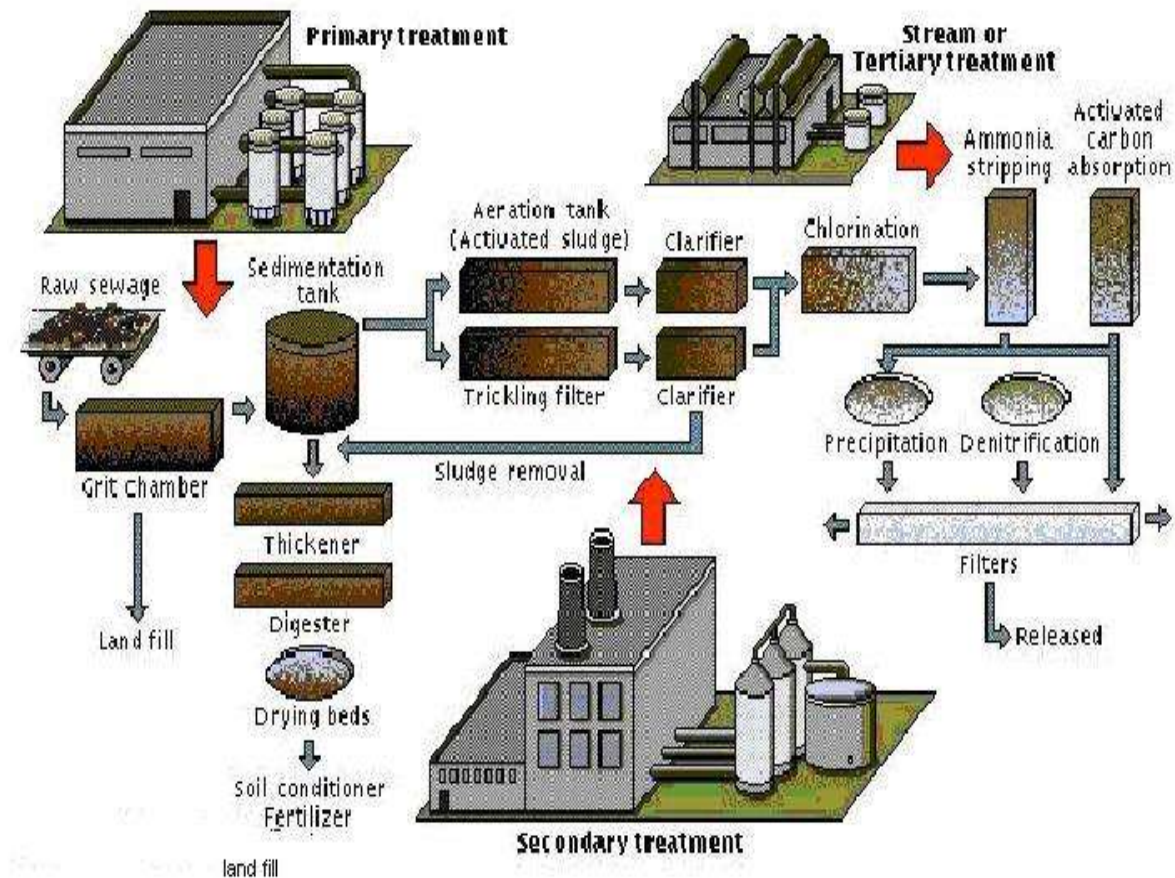 Primary treatment
Stream or
Tertiary treatment
Ammonia
stripping
Activated
carbon
absorption
Raw sewage
Sedimentation
tank
Aeration tank
(Activated sludge)
Clarifier
Chlorination
Trickling filter
Clarifier
Precipitation
Denitrification
Grit chamber
Sludge removal
Thickener
Filters
Land fill
Digester
Released
Drying beds
Soil conditioner
Fertilizer
Secondary treatment
land fill